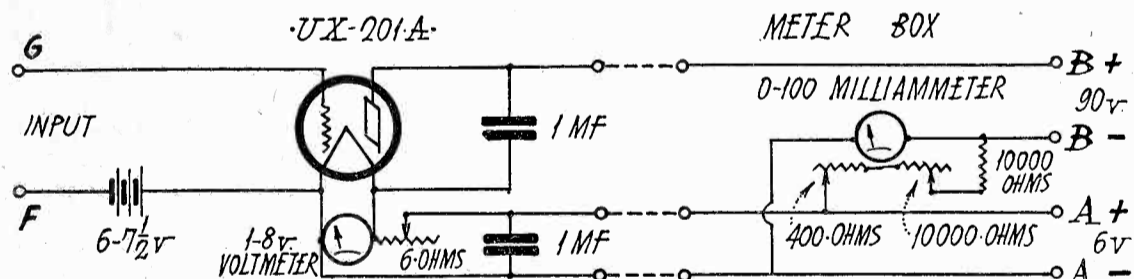 ·UX-201·A·
METER BOX
G
INPUT
F
6-7½v
1-8v.
VOLTMETER
6·OHMS
1 MF
1 MF
0-100 MILLIAMMETER
400·OHMS
10000·OHMS
10000
OHMS
B +
90v.
B -
A +
6v
A -